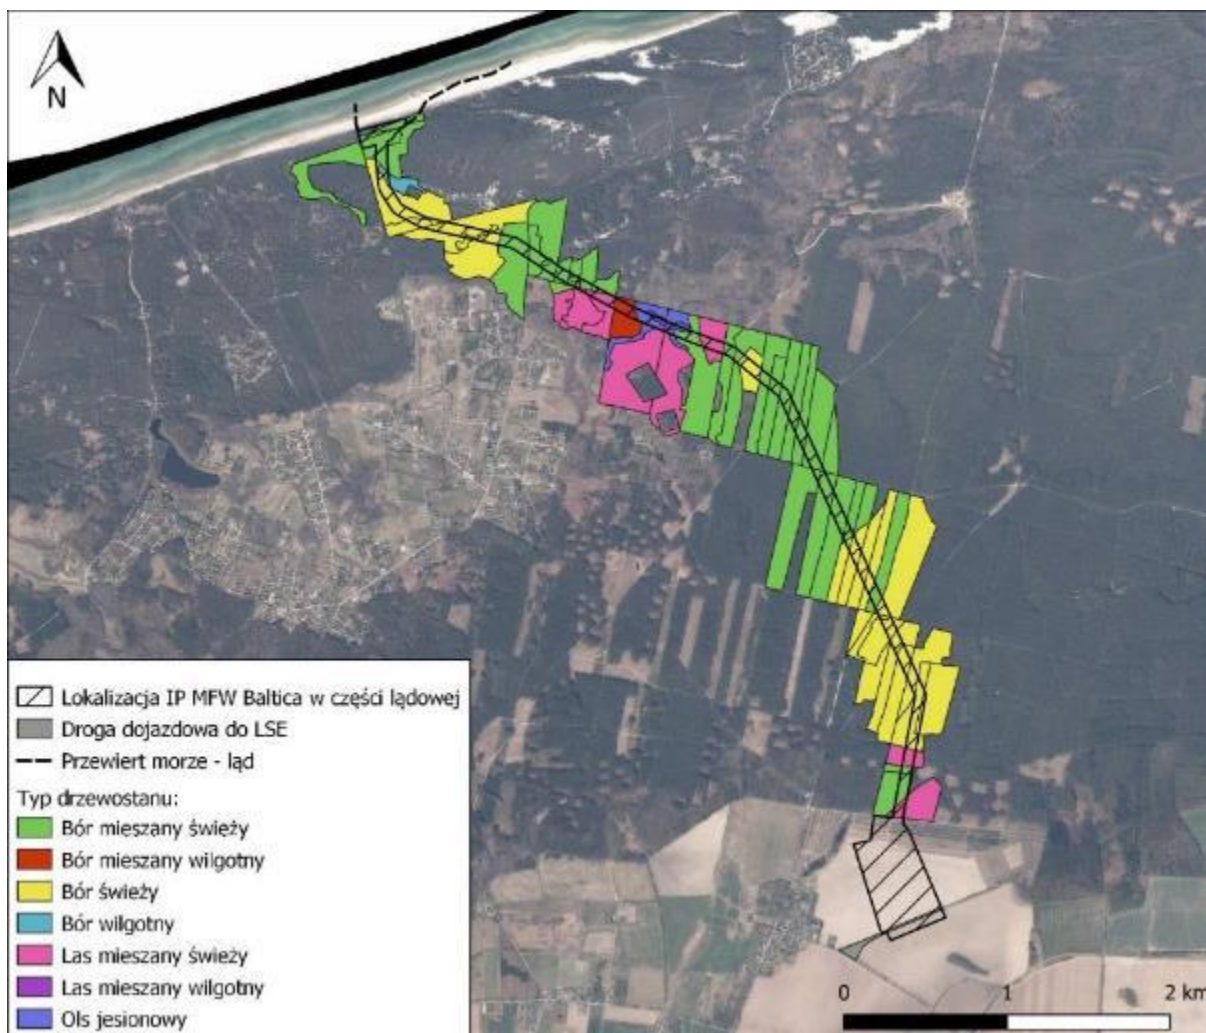 N
Lokalizacja IP MFW Baltica w części lądowej
Droga dojazdowa do LSE
Przewiert morze - ląd
Typ drzewostanu:
Bór mieszany świeży
Bór mieszany wilgotny
Bór świeży
Bór wilgotny
Las mieszany świeży
Las mieszany wilgotny
Ols jesionowy
0 1 2 km